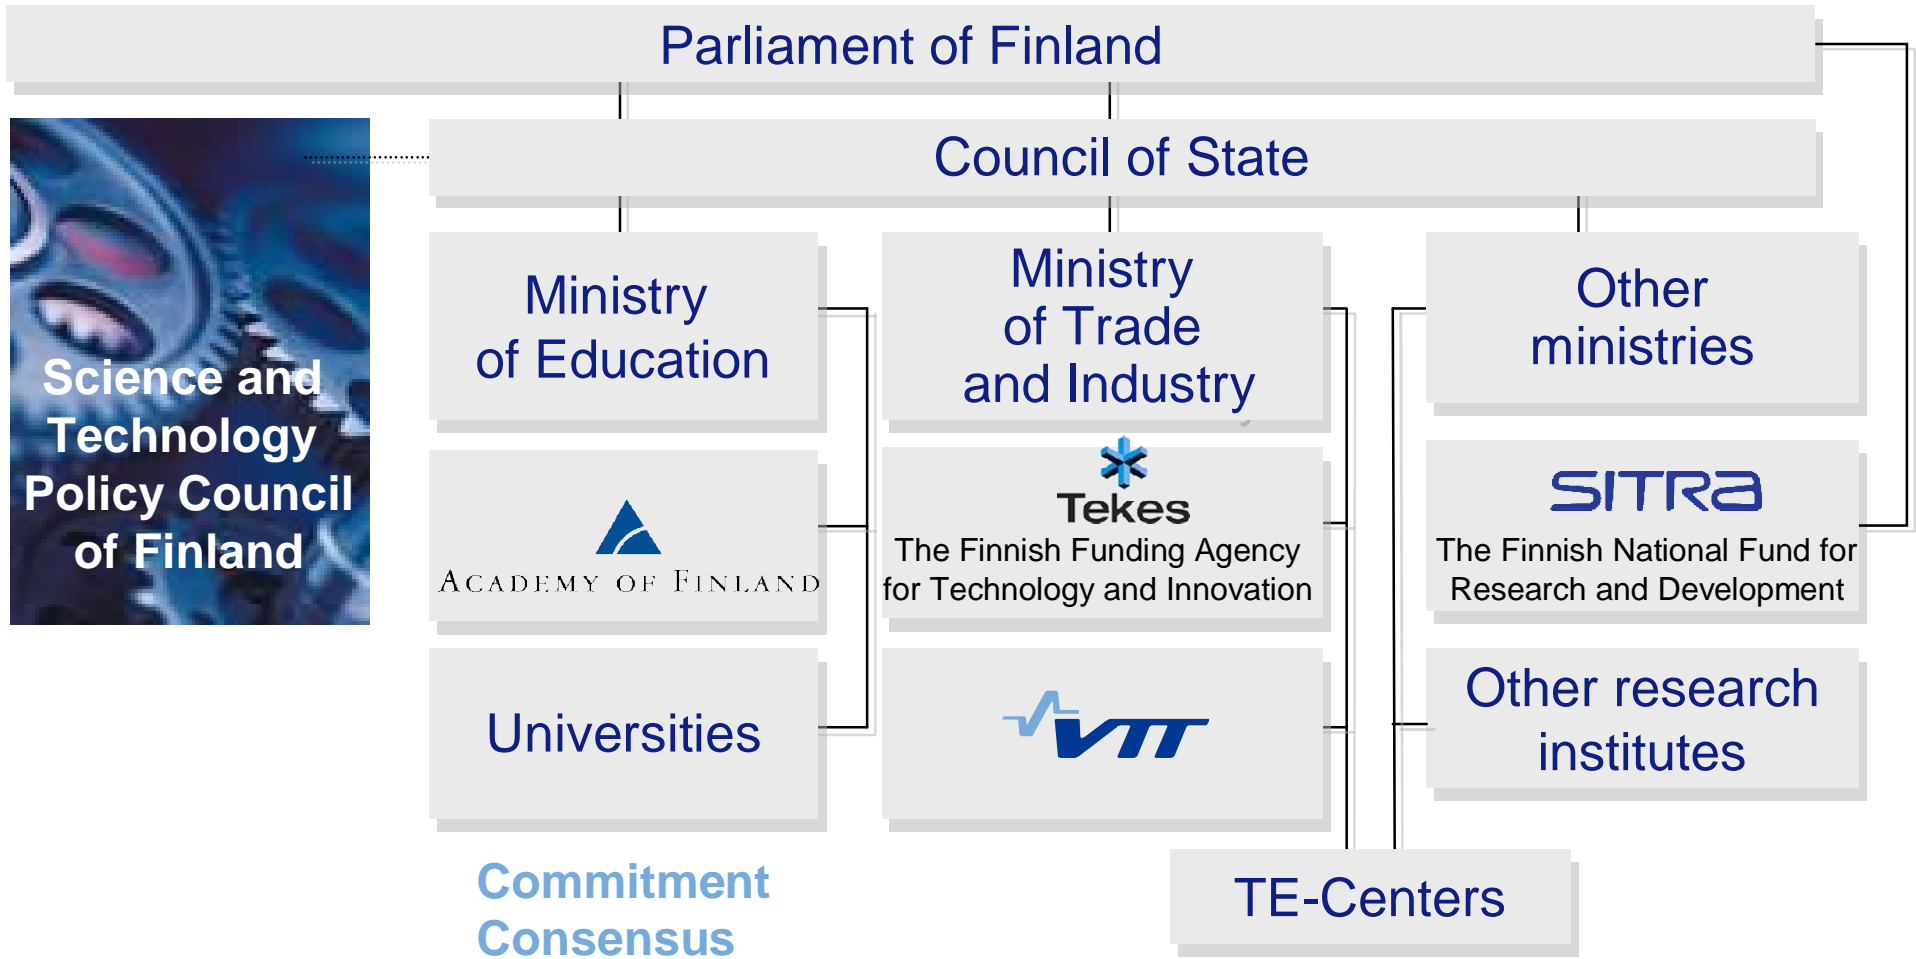 Parliament of Finland
Council of State
Science and
Technology
Policy Council
of Finland
Ministry
of Education
Ministry
of Trade
and Industry
Other
ministries
ACADEMY OF FINLAND
Tekes
The Finnish Funding Agency
for Technology and Innovation
SITRA
The Finnish National Fund for
Research and Development
Universities
VTT
Other research
institutes
TE-Centers
Commitment
Consensus